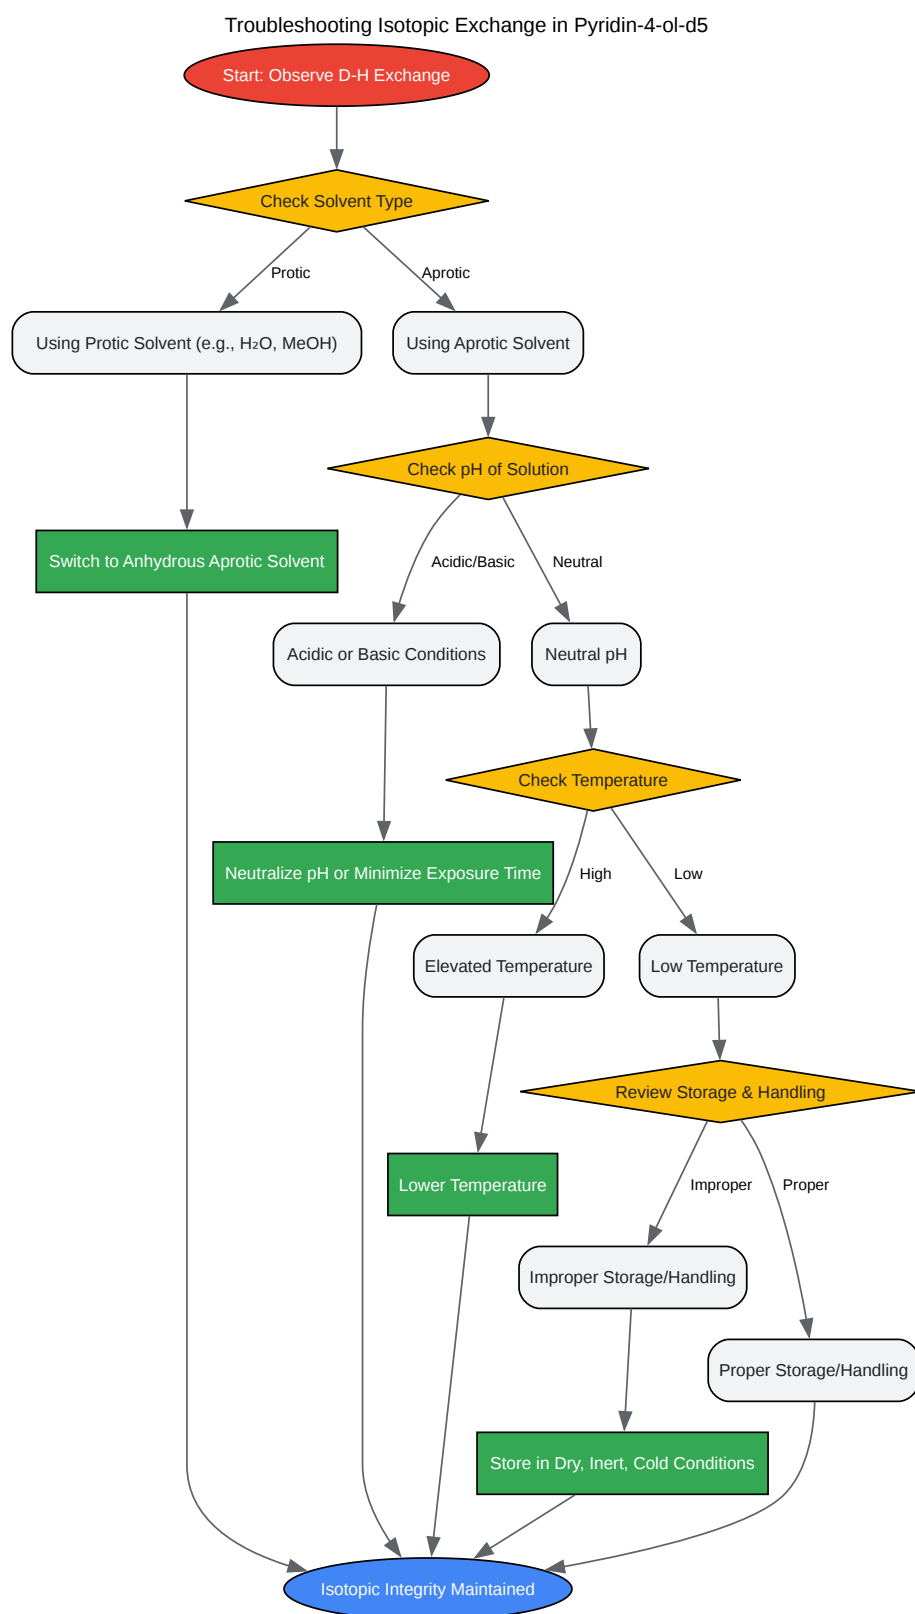 Troubleshooting Isotopic Exchange in Pyridin-4-ol-d5
Start: Observe D-H Exchange
Check Solvent Type
Protic
Aprotic
Using Protic Solvent (e.g., H₂O, MeOH)
Using Aprotic Solvent
Check pH of Solution
Switch to Anhydrous Aprotic Solvent
Acidic/Basic
Neutral
Acidic or Basic Conditions
Neutral pH
Check Temperature
Neutralize pH or Minimize Exposure Time
High
Low
Elevated Temperature
Low Temperature
Review Storage & Handling
Lower Temperature
Improper
Proper
Improper Storage/Handling
Proper Storage/Handling
Store in Dry, Inert, Cold Conditions
Isotopic Integrity Maintained